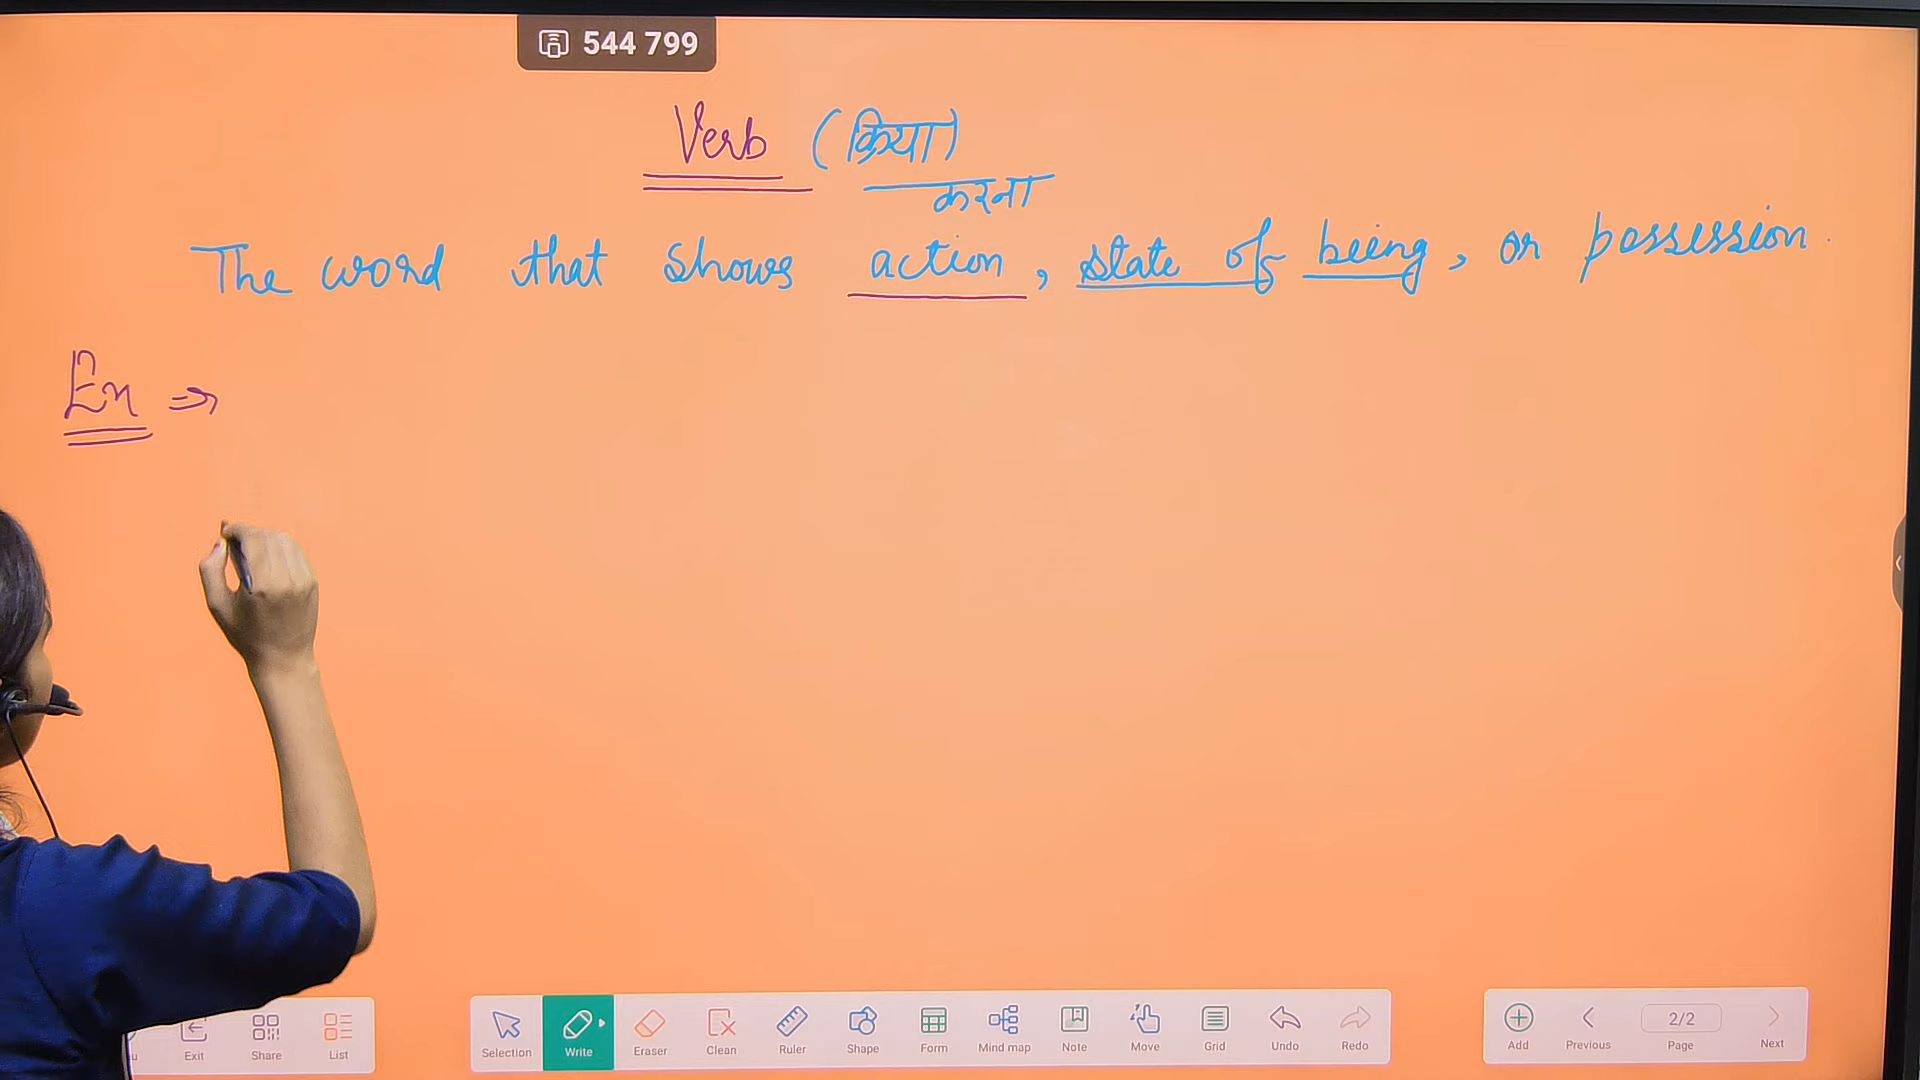 544 799
Verb (क्रिया)
करना
The word that shows action, state of being, or possession.
Ex ⇒
Exit Share List
Selection Write Eraser Clean Ruler Shape Form Mind map Note Move Grid Undo Redo
2/2
Add Previous Page Next